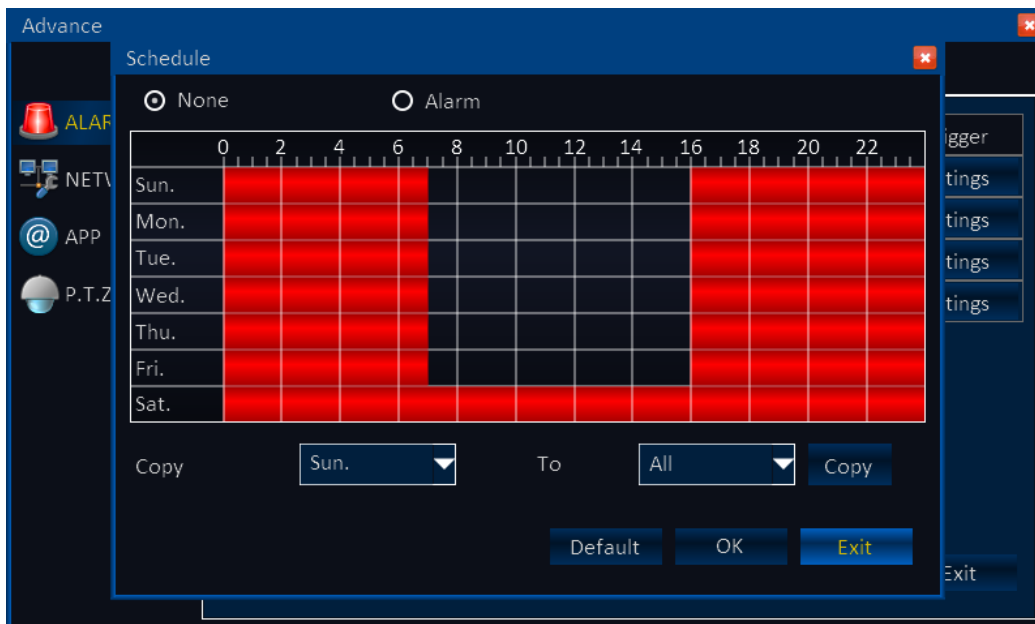 Advance
Schedule
None Alarm
ALAR
igger
0 2 4 6 8 10 12 14 16 18 20 22
NETW
Sun.
tings
Mon.
tings
APP
Tue.
tings
P.T.Z
Wed.
tings
Thu.
Fri.
Sat.
Copy Sun. To All Copy
Default OK Exit
Exit